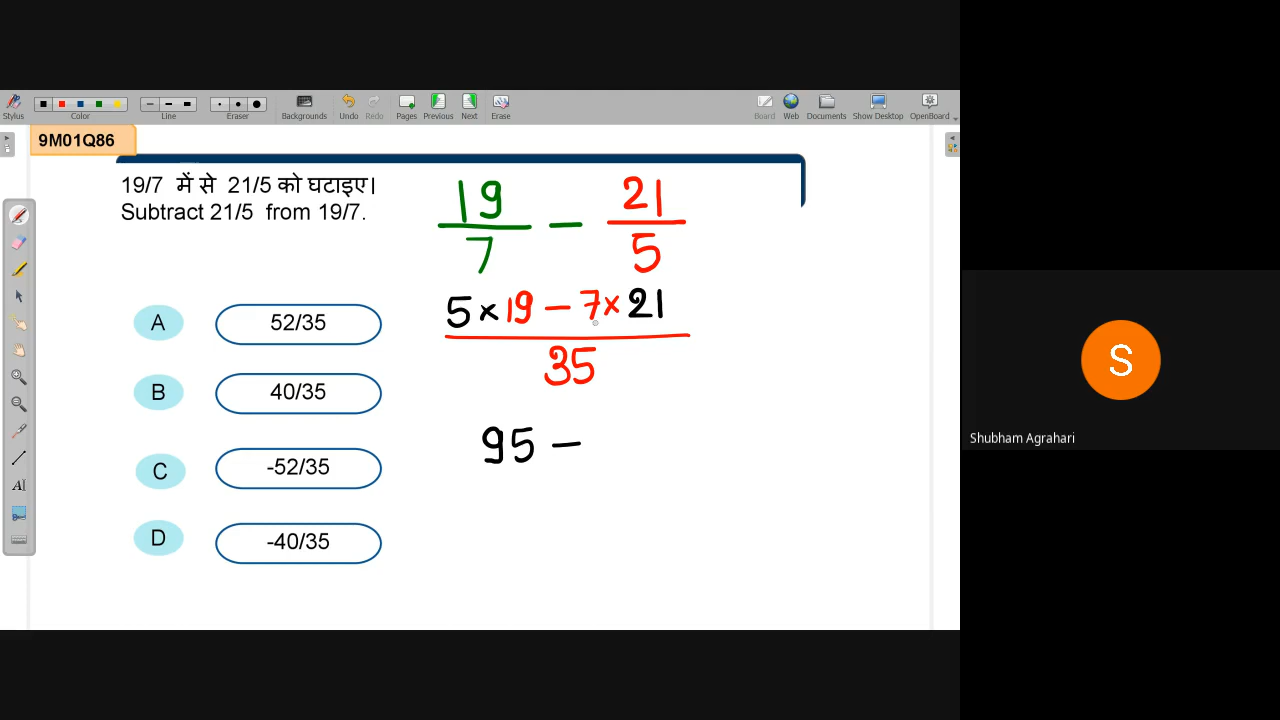 Stylus
Color
Line
Eraser
Backgrounds
Undo
Redo
Pages
Previous
Next
Erase
Board
Web
Documents
Show Desktop
OpenBoard
9M01Q86
19/7 में से 21/5 को घटाइए।
Subtract 21/5 from 19/7.
19/7 − 21/5
5×19 − 7×21
35
95 −
A 52/35
B 40/35
C -52/35
D -40/35
AI
S
Shubham Agrahari